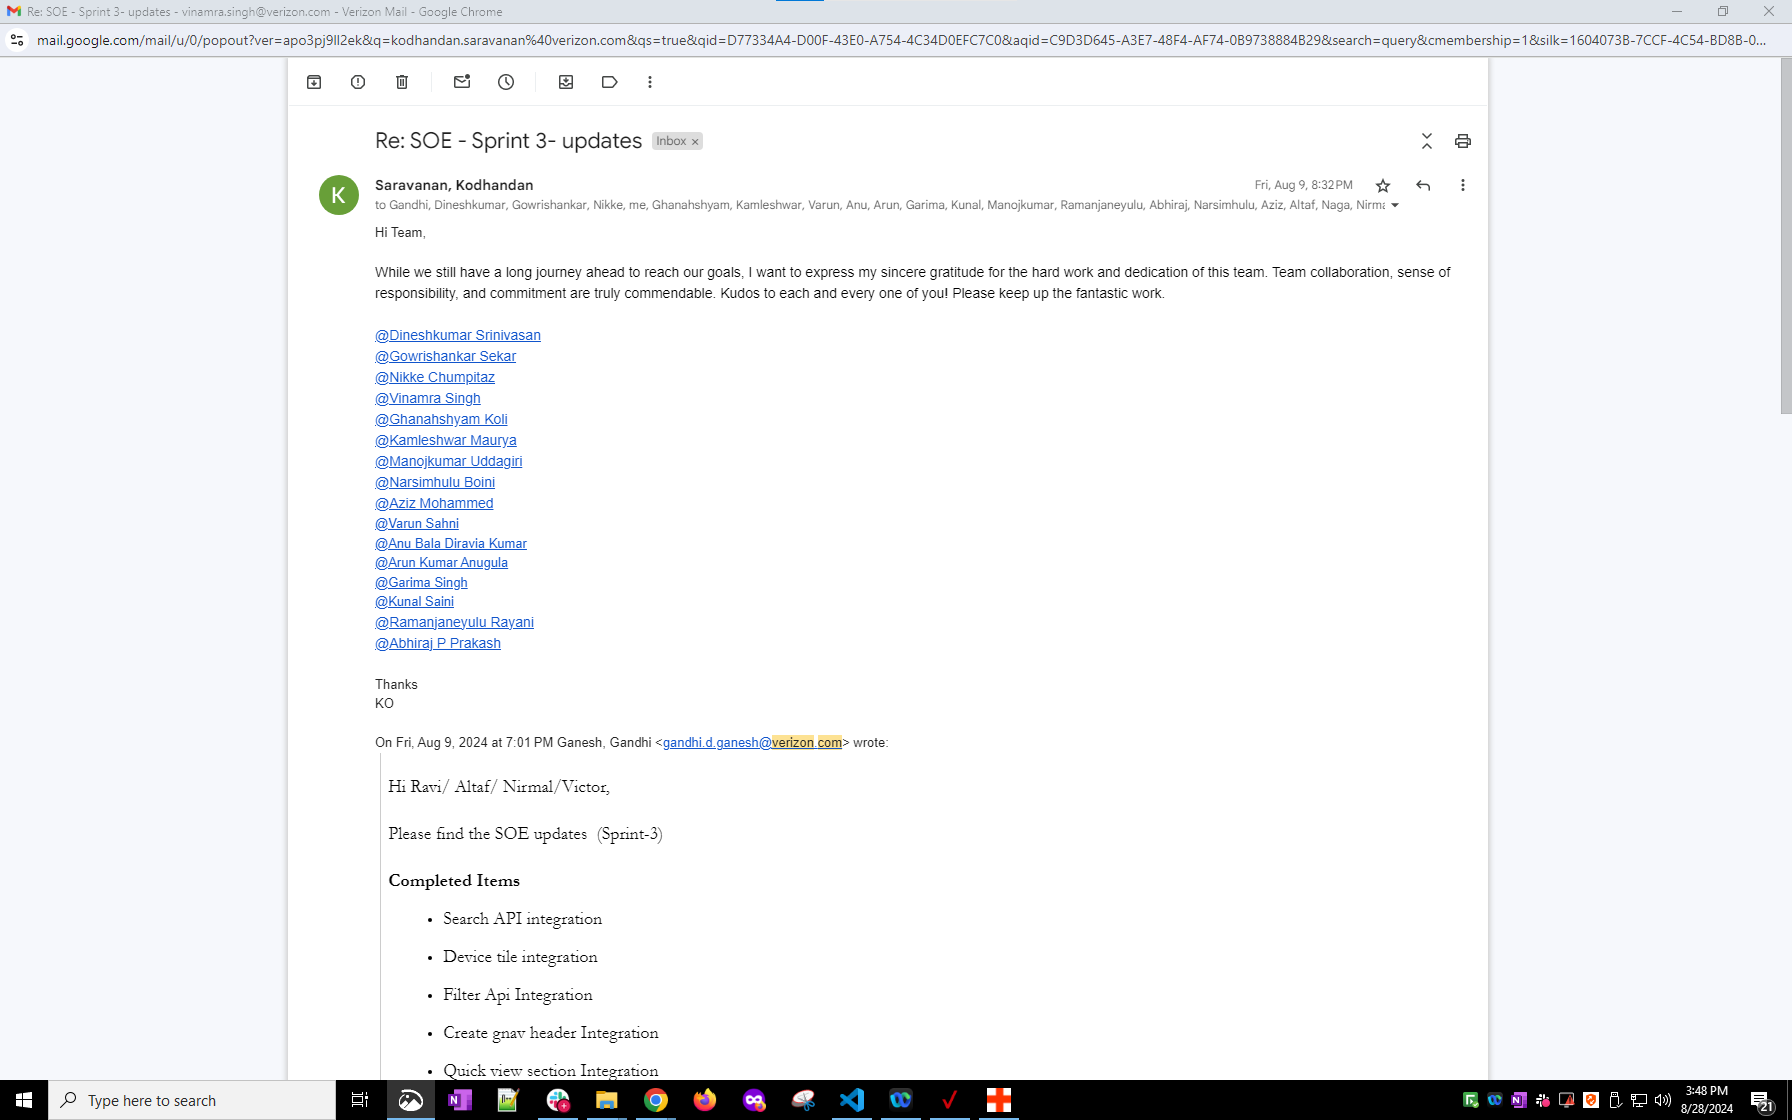 Re: SOE - Sprint 3- updates - vinamra.singh@verizon.com - Verizon Mail - Google Chrome
mail.google.com/mail/u/0/popout?ver=apo3pj9ll2ek&q=kodhandan.saravanan%40verizon.com&qs=true&qid=D77334A4-D00F-43E0-A754-4C34D0EFC7C0&aqid=C9D3D645-A3E7-48F4-AF74-0B9738884B29&search=query&cmembership=1&silk=1604073B-7CCF-4C54-BD8B-0...
Re: SOE - Sprint 3- updates Inbox ×
K
Saravanan, Kodhandan
Fri, Aug 9, 8:32 PM
to Gandhi, Dineshkumar, Gowrishankar, Nikke, me, Ghanahshyam, Kamleshwar, Varun, Anu, Arun, Garima, Kunal, Manojkumar, Ramanjaneyulu, Abhiraj, Narsimhulu, Aziz, Altaf, Naga, Nirma
Hi Team,
While we still have a long journey ahead to reach our goals, I want to express my sincere gratitude for the hard work and dedication of this team. Team collaboration, sense of
responsibility, and commitment are truly commendable. Kudos to each and every one of you! Please keep up the fantastic work.
@Dineshkumar Srinivasan
@Gowrishankar Sekar
@Nikke Chumpitaz
@Vinamra Singh
@Ghanahshyam Koli
@Kamleshwar Maurya
@Manojkumar Uddagiri
@Narsimhulu Boini
@Aziz Mohammed
@Varun Sahni
@Anu Bala Diravia Kumar
@Arun Kumar Anugula
@Garima Singh
@Kunal Saini
@Ramanjaneyulu Rayani
@Abhiraj P Prakash
Thanks
KO
On Fri, Aug 9, 2024 at 7:01 PM Ganesh, Gandhi <gandhi.d.ganesh@verizon.com> wrote:
Hi Ravi/ Altaf/ Nirmal/Victor,
Please find the SOE updates (Sprint-3)
Completed Items
• Search API integration
• Device tile integration
• Filter Api Integration
• Create gnav header Integration
• Quick view section Integration
Type here to search
3:48 PM
8/28/2024
21